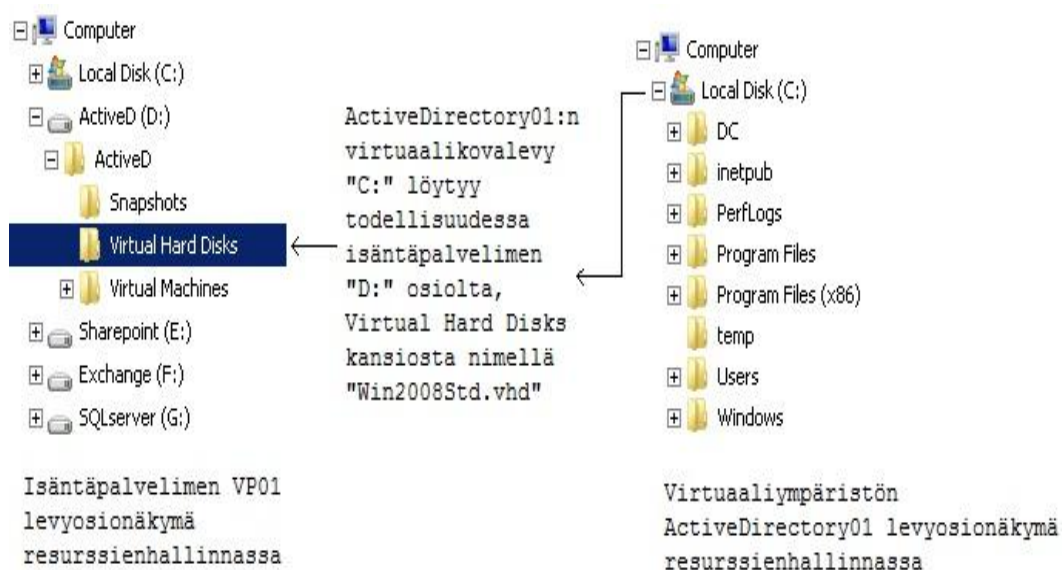 Computer
Local Disk (C:)
ActiveD (D:)
ActiveD
Snapshots
Virtual Hard Disks
Virtual Machines
Sharepoint (E:)
Exchange (F:)
SQLserver (G:)
Isäntäpalvelimen VP01
levyosionäkymä
resurssienhallinnassa
ActiveDirectory01:n
virtuaalikovalevy
"C:" löytyy
todellisuudessa
isäntäpalvelimen
"D:" osiolta,
Virtual Hard Disks
kansiosta nimellä
"Win2008Std.vhd"
Computer
Local Disk (C:)
DC
inetpub
PerfLogs
Program Files
Program Files (x86)
temp
Users
Windows
Virtuaaliympäristön
ActiveDirectory01 levyosionäkymä
resurssienhallinnassa